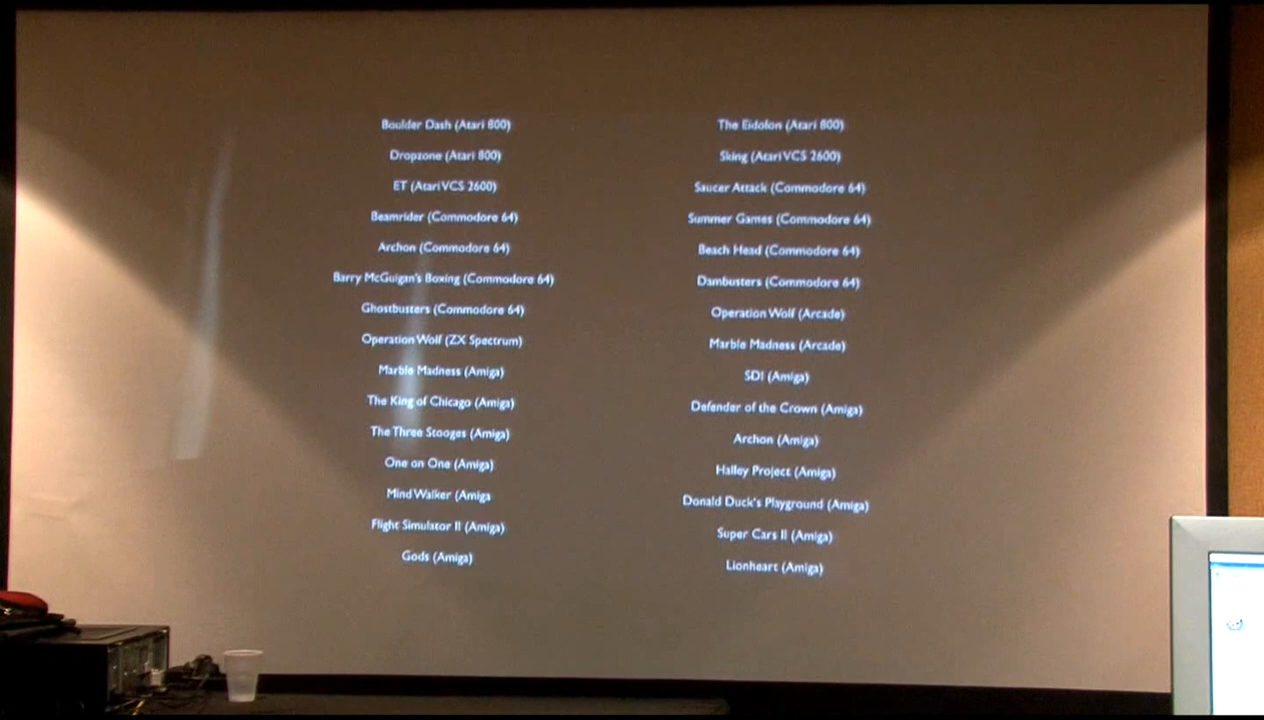 Boulder Dash (Atari 800)
Dropzone (Atari 800)
ET (Atari VCS 2600)
Beamrider (Commodore 64)
Archon (Commodore 64)
Barry McGuigan's Boxing (Commodore 64)
Ghostbusters (Commodore 64)
Operation Wolf (ZX Spectrum)
Marble Madness (Amiga)
The King of Chicago (Amiga)
The Three Stooges (Amiga)
One on One (Amiga)
Mind Walker (Amiga
Flight Simulator II (Amiga)
Gods (Amiga)
The Eidolon (Atari 800)
Skiing (Atari VCS 2600)
Saucer Attack (Commodore 64)
Summer Games (Commodore 64)
Beach Head (Commodore 64)
Dambusters (Commodore 64)
Operation Wolf (Arcade)
Marble Madness (Arcade)
SDI (Amiga)
Defender of the Crown (Amiga)
Archon (Amiga)
Halley Project (Amiga)
Donald Duck's Playground (Amiga)
Super Cars II (Amiga)
Lionheart (Amiga)